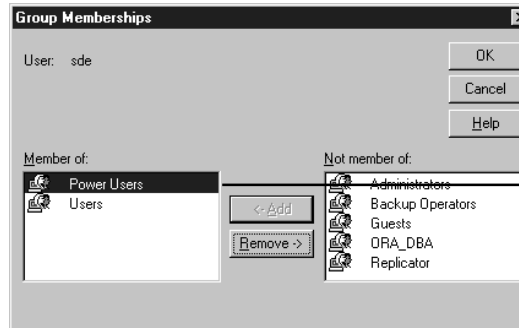 Group Memberships
User: sde
OK
Cancel
Help
Member of:
Not member of:
Power Users
Users
<- Add
Remove ->
Administrators
Backup Operators
Guests
ORA_DBA
Replicator